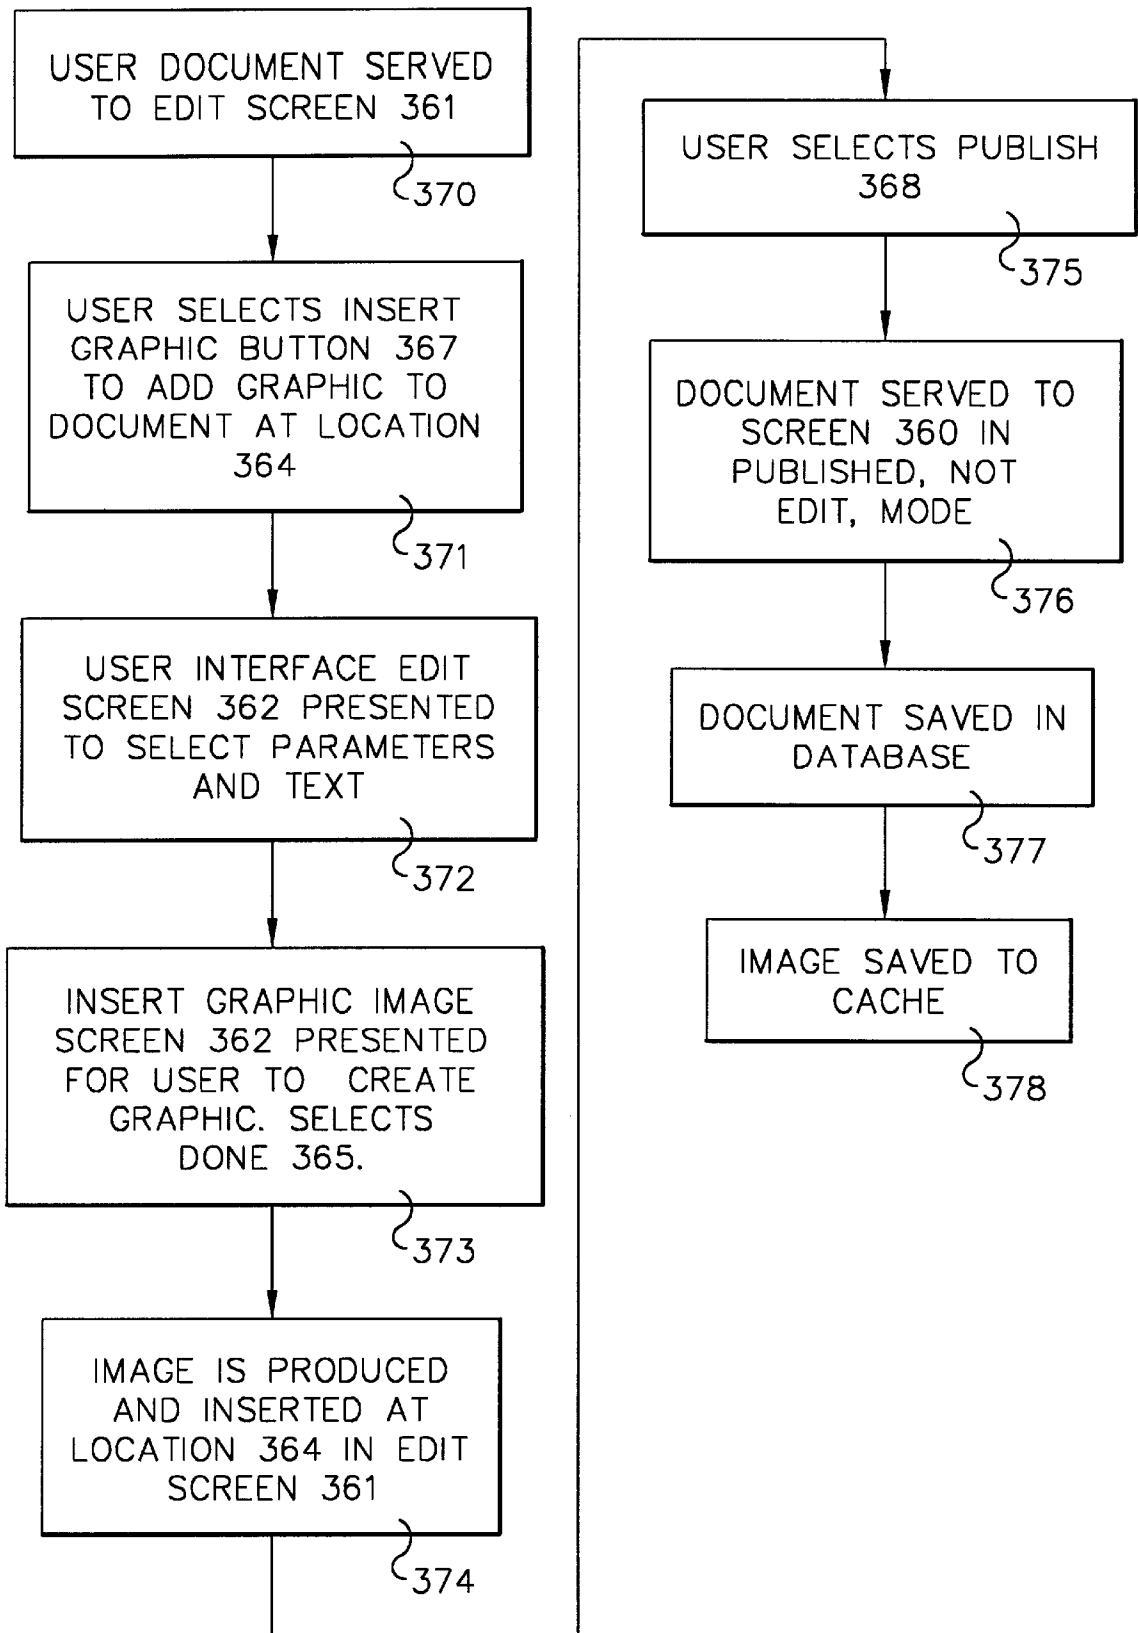 USER DOCUMENT SERVED
TO EDIT SCREEN 361
370
USER SELECTS INSERT
GRAPHIC BUTTON 367
TO ADD GRAPHIC TO
DOCUMENT AT LOCATION
364
371
USER INTERFACE EDIT
SCREEN 362 PRESENTED
TO SELECT PARAMETERS
AND TEXT
372
INSERT GRAPHIC IMAGE
SCREEN 362 PRESENTED
FOR USER TO CREATE
GRAPHIC. SELECTS
DONE 365.
373
IMAGE IS PRODUCED
AND INSERTED AT
LOCATION 364 IN EDIT
SCREEN 361
374
USER SELECTS PUBLISH
368
375
DOCUMENT SERVED TO
SCREEN 360 IN
PUBLISHED, NOT
EDIT, MODE
376
DOCUMENT SAVED IN
DATABASE
377
IMAGE SAVED TO
CACHE
378